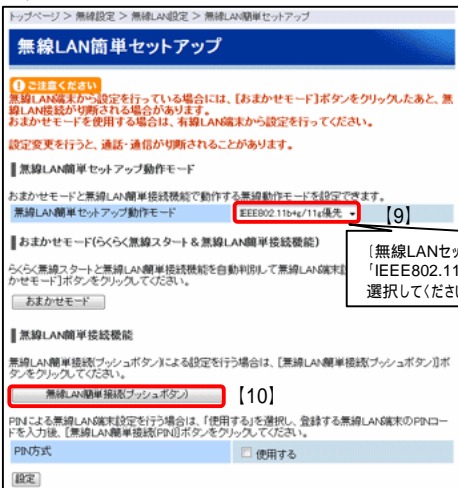 トップページ > 無線設定 > 無線LAN設定 > 無線LAN簡単セットアップ
無線LAN簡単セットアップ
ご注意ください
無線LAN端末から設定を行っている場合には、[おまかせモード]ボタンをクリックしたあと、無
線LAN接続が切断される場合があります。
おまかせモードを使用する場合は、有線LAN端末から設定を行ってください。
設定変更を行うと、通話・通信が切断されることがあります。
無線LAN簡単セットアップ動作モード
おまかせモードと無線LAN簡単接続機能で動作する無線動作モードを設定できます。
無線LAN簡単セットアップ動作モード
IEEE802.11b+g/11g優先
【9】
おまかせモード(らくらく無線スタート&無線LAN簡単接続機能)
[無線LANセッ
らくらく無線スタートと無線LAN簡単接続機能を自動判別して無線LAN端末
「IEEE802.11
かせモード]ボタンをクリックしてください。
選択してくださ
おまかせモード
無線LAN簡単接続機能
無線LAN簡単接続(プッシュボタン)による設定を行う場合は、[無線LAN簡単接続(プッシュボタン)]ボ
タンをクリックしてください。
無線LAN簡単接続(プッシュボタン)
【10】
PINによる無線LAN端末設定を行う場合は、「使用する」を選択し、登録する無線LAN端末のPINコー
ドを入力後、[無線LAN簡単接続(PIN)]ボタンをクリックしてください。
PIN方式
使用する
設定